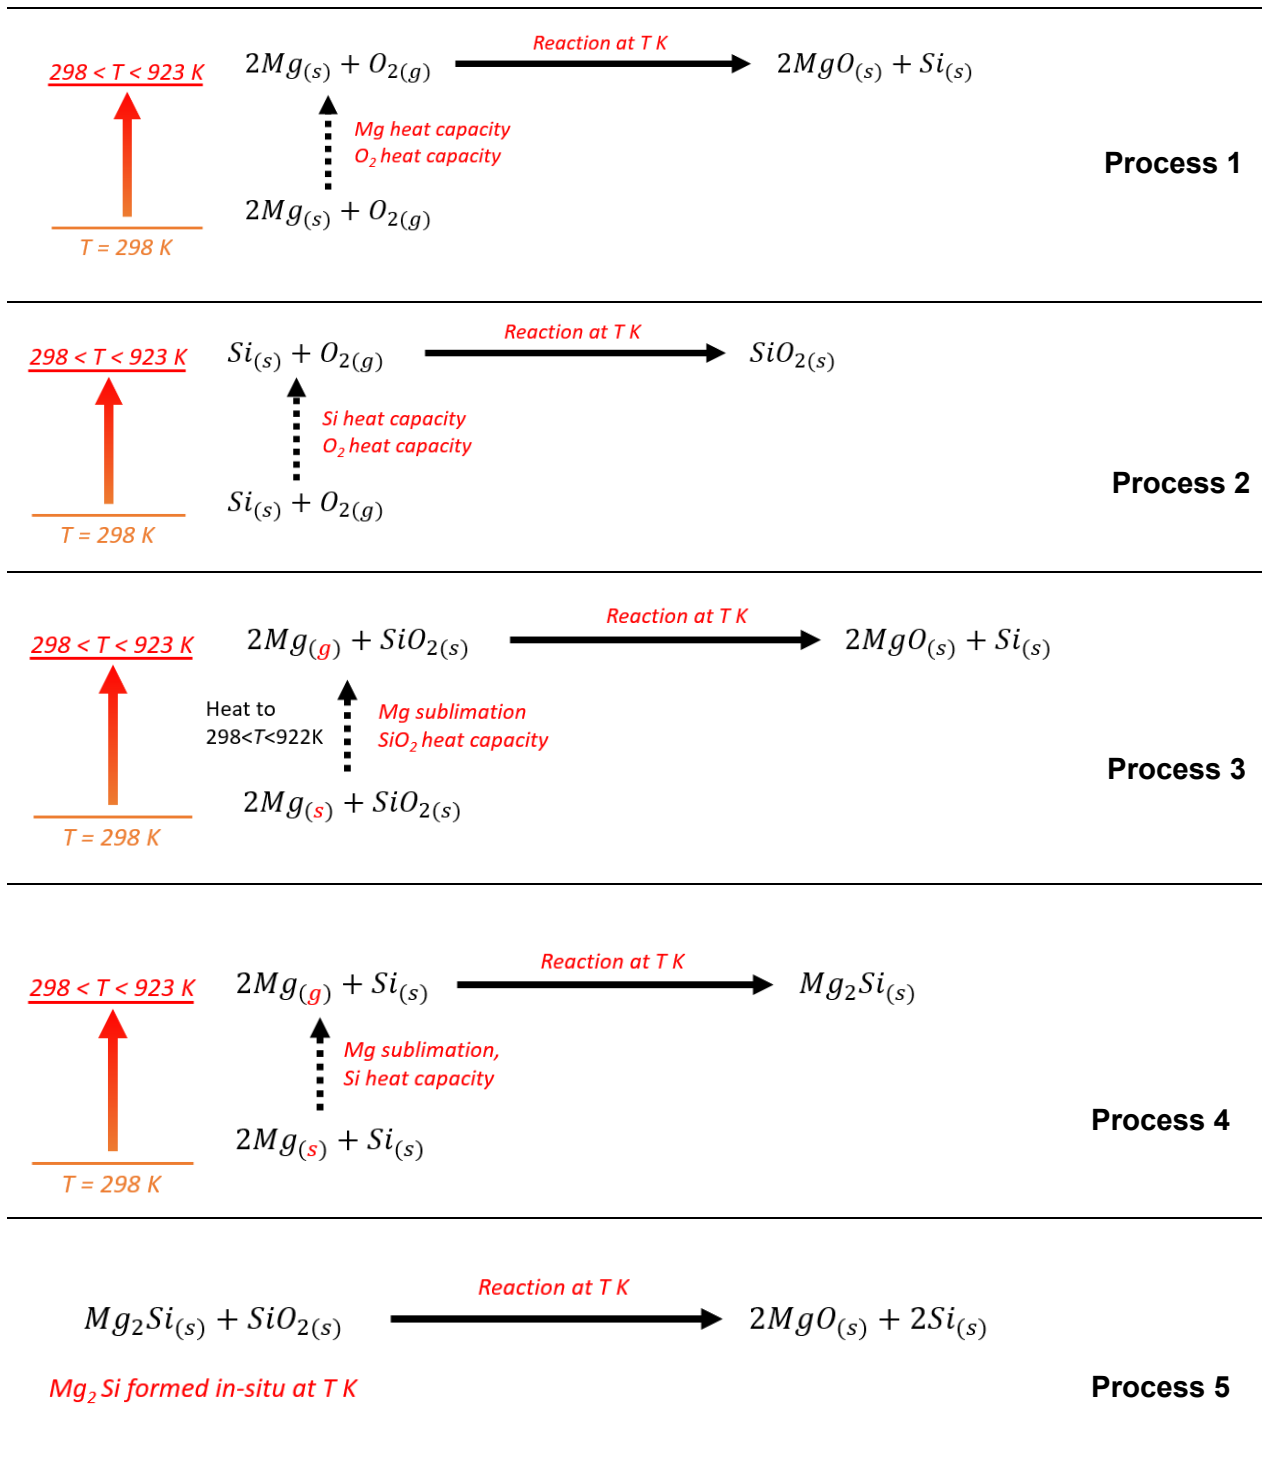 Reaction at T K
298 < T < 923 K
2Mg(s) + O2(g)
2MgO(s) + Si(s)
Mg heat capacity
O2 heat capacity
Process 1
2Mg(s) + O2(g)
T = 298 K
Reaction at T K
298 < T < 923 K
Si(s) + O2(g)
SiO2(s)
Si heat capacity
O2 heat capacity
Process 2
Si(s) + O2(g)
T = 298 K
Reaction at T K
298 < T < 923 K
2Mg(g) + SiO2(s)
2MgO(s) + Si(s)
Heat to
298<T<922K
Mg sublimation
SiO2 heat capacity
Process 3
2Mg(s) + SiO2(s)
T = 298 K
Reaction at T K
298 < T < 923 K
2Mg(g) + Si(s)
Mg2Si(s)
Mg sublimation,
Si heat capacity
Process 4
2Mg(s) + Si(s)
T = 298 K
Reaction at T K
Mg2Si(s) + SiO2(s)
2MgO(s) + 2Si(s)
Mg2 Si formed in-situ at T K
Process 5